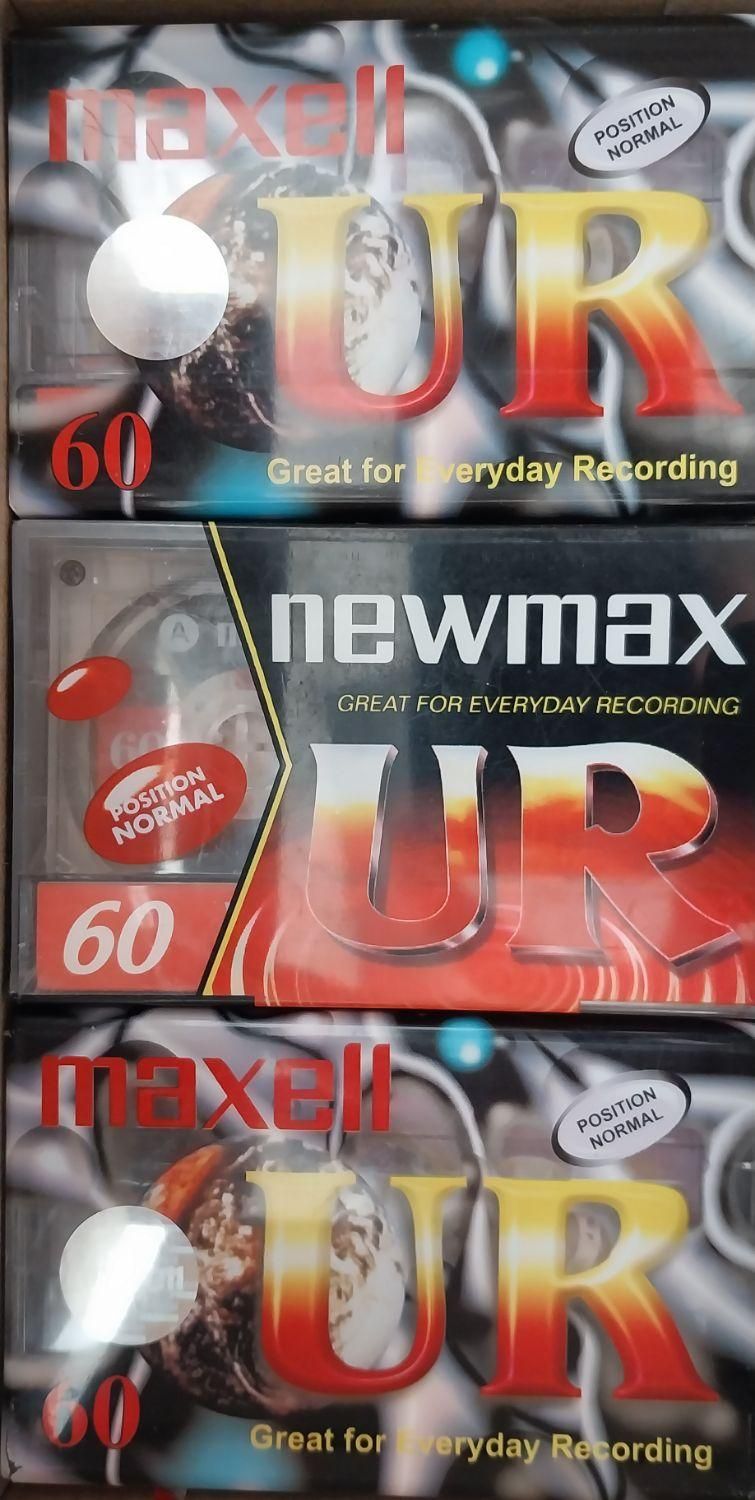 maxell
POSITION
NORMAL
UR
60
Great for Everyday Recording
newmax
A
GREAT FOR EVERYDAY RECORDING
UR
60
POSITION
NORMAL
60
maxell
POSITION
NORMAL
UR
60
Great for Everyday Recording